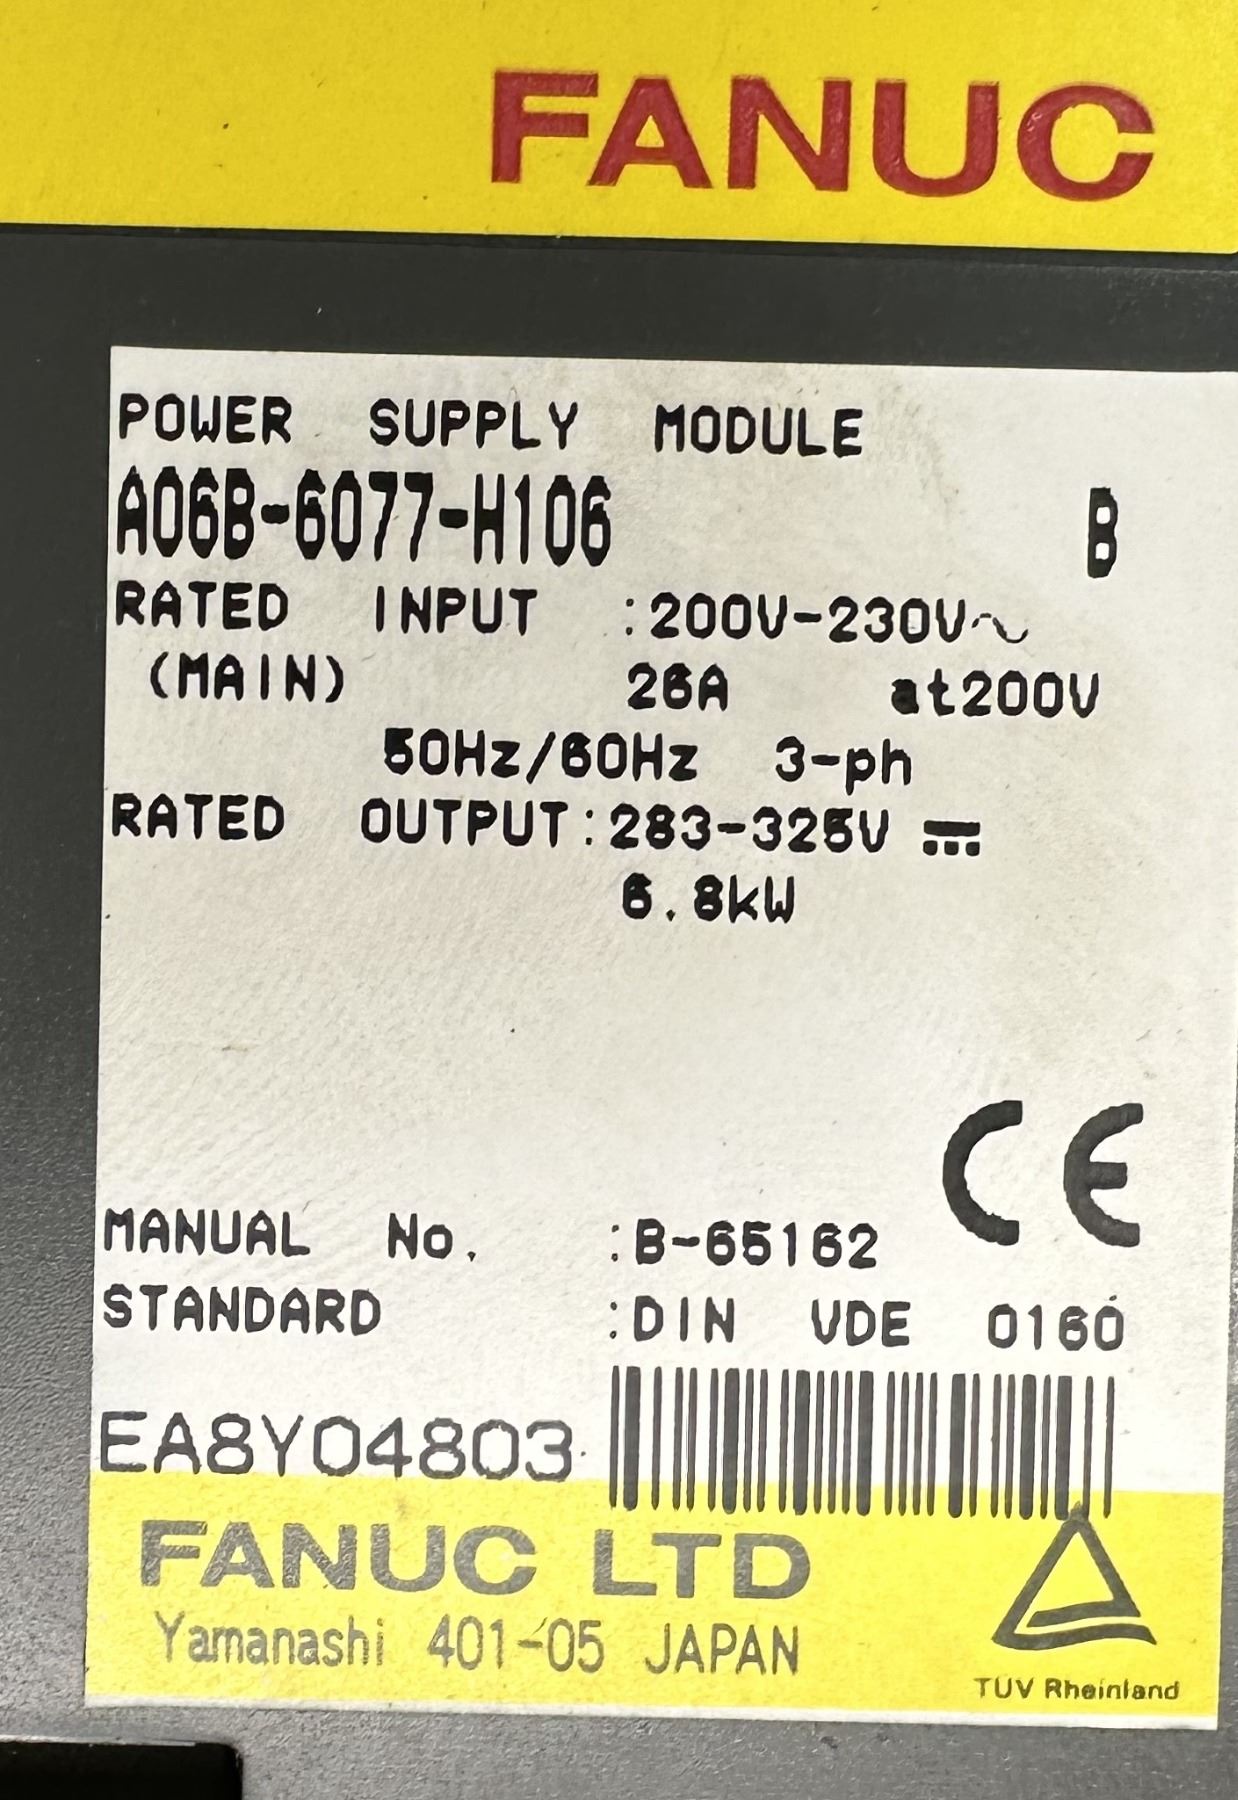 FANUC
POWER SUPPLY MODULE
A06B-6077-H106 B
RATED INPUT :200V-230V~
(MAIN) 26A at200V
50Hz/60Hz 3-ph
RATED OUTPUT:283-325V ⎓
6.8kW
CE
MANUAL No. :B-65162
STANDARD :DIN VDE 0160
EA8Y04803
FANUC LTD
Yamanashi 401-05 JAPAN
TUV Rheinland